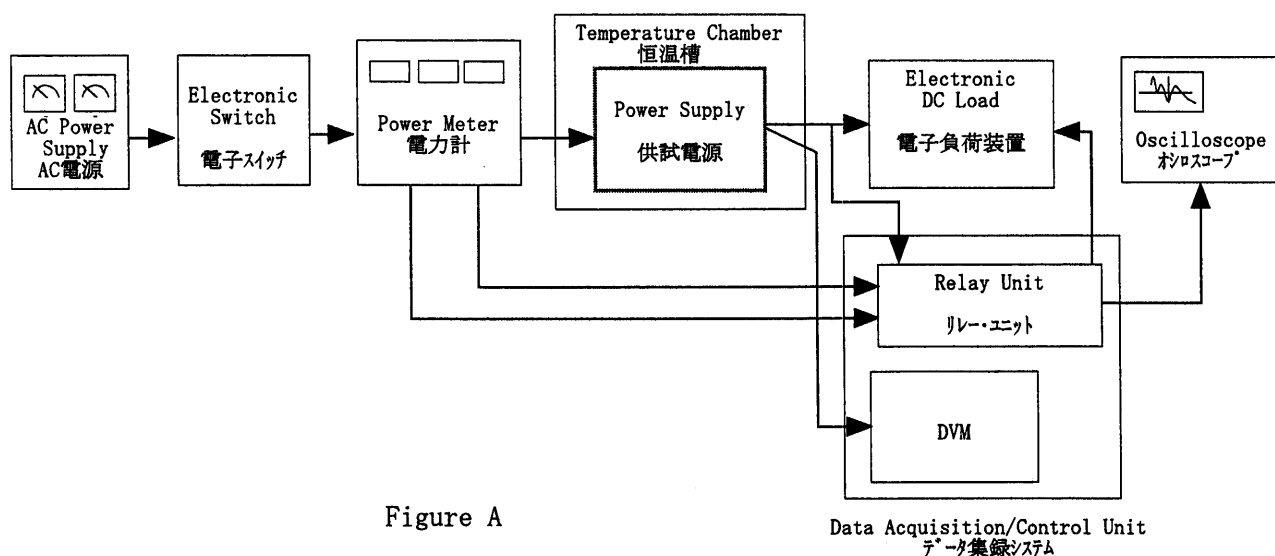 AC Power
Supply
AC電源
Electronic
Switch
電子スイッチ
Power Meter
電力計
Temperature Chamber
恒温槽
Power Supply
供試電源
Electronic
DC Load
電子負荷装置
Oscilloscope
オシロスコープ
Relay Unit
リレー・ユニット
DVM
Data Acquisition/Control Unit
データ集録システム
Figure A